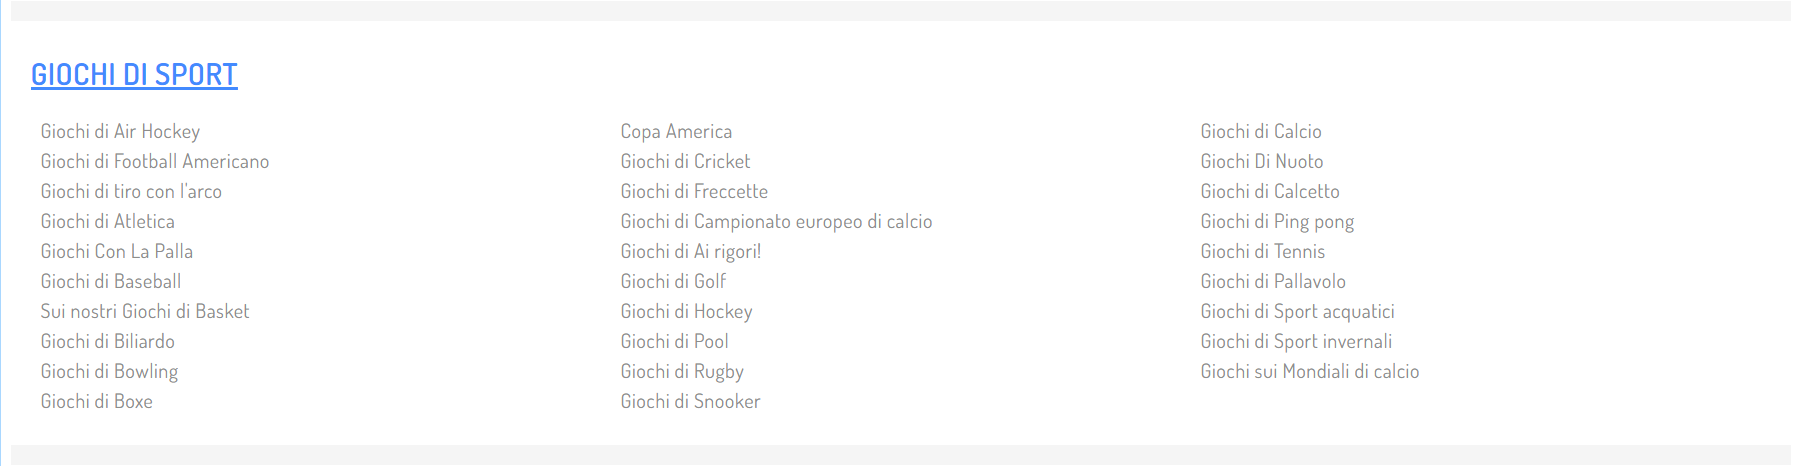 GIOCHI DI SPORT
Giochi di Air Hockey
Giochi di Football Americano
Giochi di tiro con l'arco
Giochi di Atletica
Giochi Con La Palla
Giochi di Baseball
Sui nostri Giochi di Basket
Giochi di Biliardo
Giochi di Bowling
Giochi di Boxe
Copa America
Giochi di Cricket
Giochi di Freccette
Giochi di Campionato europeo di calcio
Giochi di Ai rigori!
Giochi di Golf
Giochi di Hockey
Giochi di Pool
Giochi di Rugby
Giochi di Snooker
Giochi di Calcio
Giochi Di Nuoto
Giochi di Calcetto
Giochi di Ping pong
Giochi di Tennis
Giochi di Pallavolo
Giochi di Sport acquatici
Giochi di Sport invernali
Giochi sui Mondiali di calcio